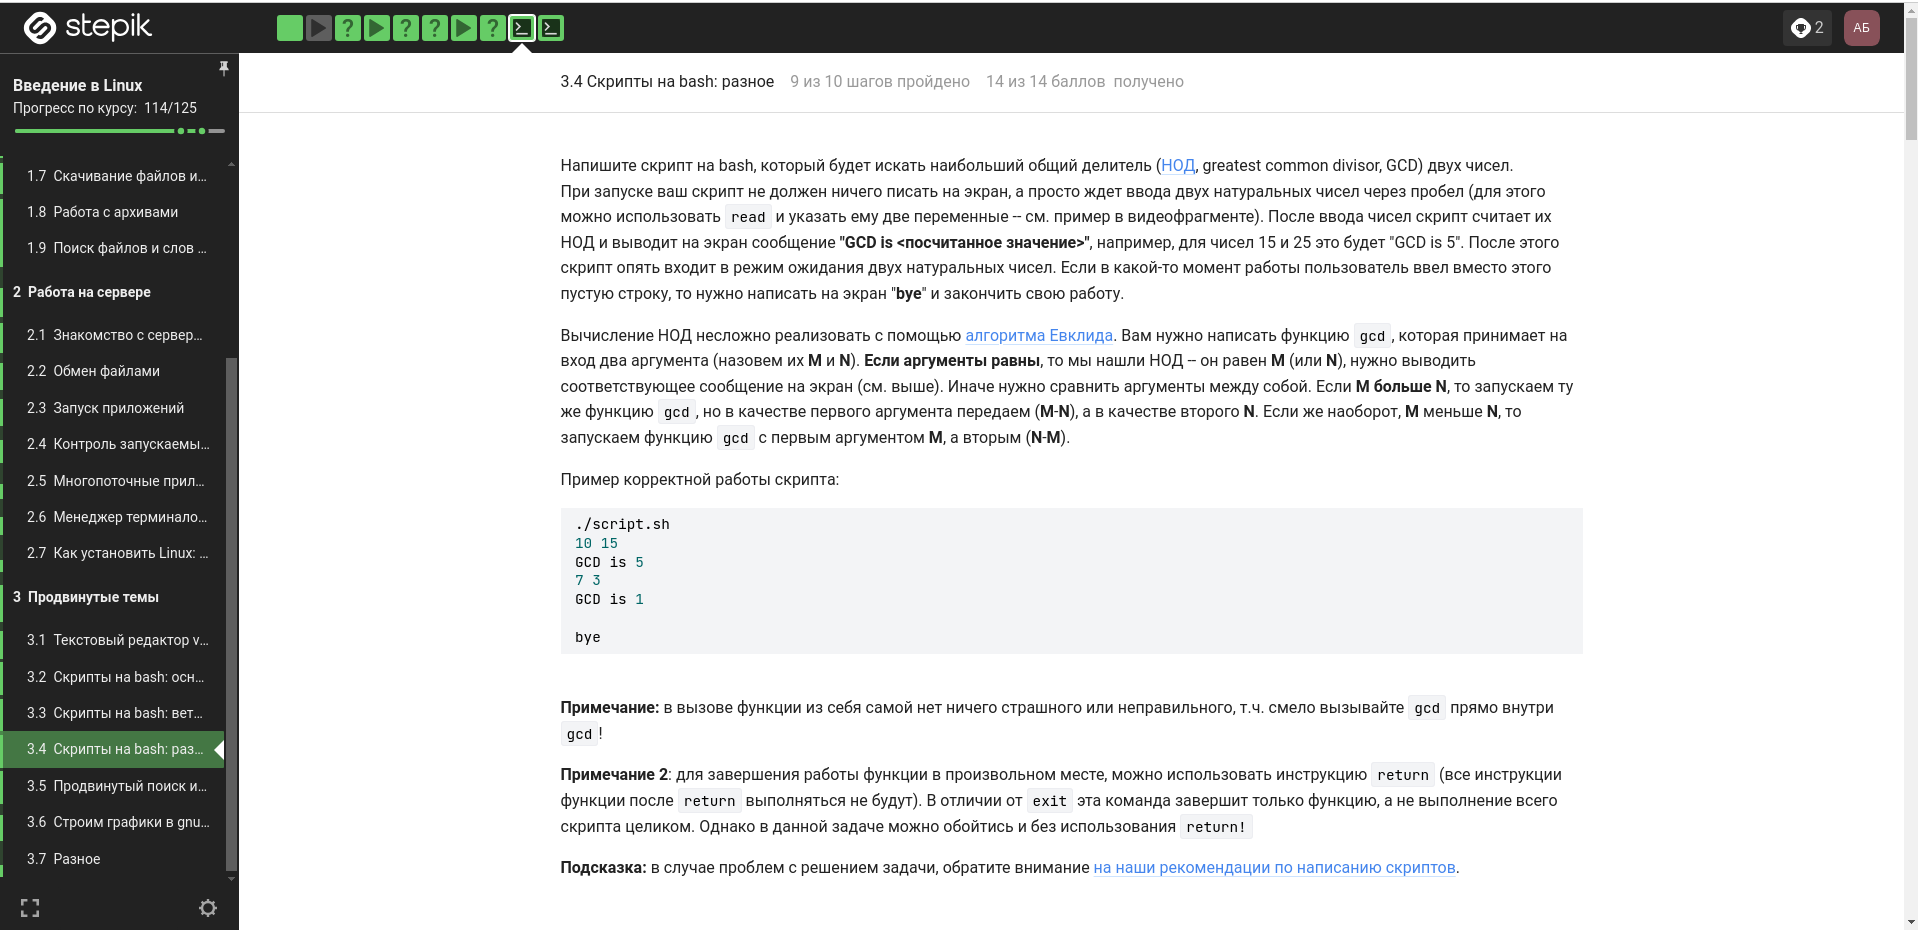 stepik
2
АБ
Введение в Linux
Прогресс по курсу: 114/125
1.7 Скачивание файлов и...
1.8 Работа с архивами
1.9 Поиск файлов и слов ...
2 Работа на сервере
2.1 Знакомство с сервер...
2.2 Обмен файлами
2.3 Запуск приложений
2.4 Контроль запускаемы...
2.5 Многопоточные прил...
2.6 Менеджер терминало...
2.7 Как установить Linux: ...
3 Продвинутые темы
3.1 Текстовый редактор v...
3.2 Скрипты на bash: осн...
3.3 Скрипты на bash: вет...
3.4 Скрипты на bash: раз...
3.5 Продвинутый поиск и...
3.6 Строим графики в gnu...
3.7 Разное
3.4 Скрипты на bash: разное 9 из 10 шагов пройдено 14 из 14 баллов получено
Напишите скрипт на bash, который будет искать наибольший общий делитель (НОД, greatest common divisor, GCD) двух чисел.
При запуске ваш скрипт не должен ничего писать на экран, а просто ждет ввода двух натуральных чисел через пробел (для этого
можно использовать read и указать ему две переменные -- см. пример в видеофрагменте). После ввода чисел скрипт считает их
НОД и выводит на экран сообщение "GCD is <посчитанное значение>", например, для чисел 15 и 25 это будет "GCD is 5". После этого
скрипт опять входит в режим ожидания двух натуральных чисел. Если в какой-то момент работы пользователь ввел вместо этого
пустую строку, то нужно написать на экран "bye" и закончить свою работу.
Вычисление НОД несложно реализовать с помощью алгоритма Евклида. Вам нужно написать функцию gcd, которая принимает на
вход два аргумента (назовем их M и N). Если аргументы равны, то мы нашли НОД -- он равен M (или N), нужно выводить
соответствующее сообщение на экран (см. выше). Иначе нужно сравнить аргументы между собой. Если M больше N, то запускаем ту
же функцию gcd, но в качестве первого аргумента передаем (M-N), а в качестве второго N. Если же наоборот, M меньше N, то
запускаем функцию gcd с первым аргументом M, а вторым (N-M).
Пример корректной работы скрипта:
./script.sh
10 15
GCD is 5
7 3
GCD is 1
bye
Примечание: в вызове функции из себя самой нет ничего страшного или неправильного, т.ч. смело вызывайте gcd прямо внутри
gcd!
Примечание 2: для завершения работы функции в произвольном месте, можно использовать инструкцию return (все инструкции
функции после return выполняться не будут). В отличии от exit эта команда завершит только функцию, а не выполнение всего
скрипта целиком. Однако в данной задаче можно обойтись и без использования return!
Подсказка: в случае проблем с решением задачи, обратите внимание на наши рекомендации по написанию скриптов.